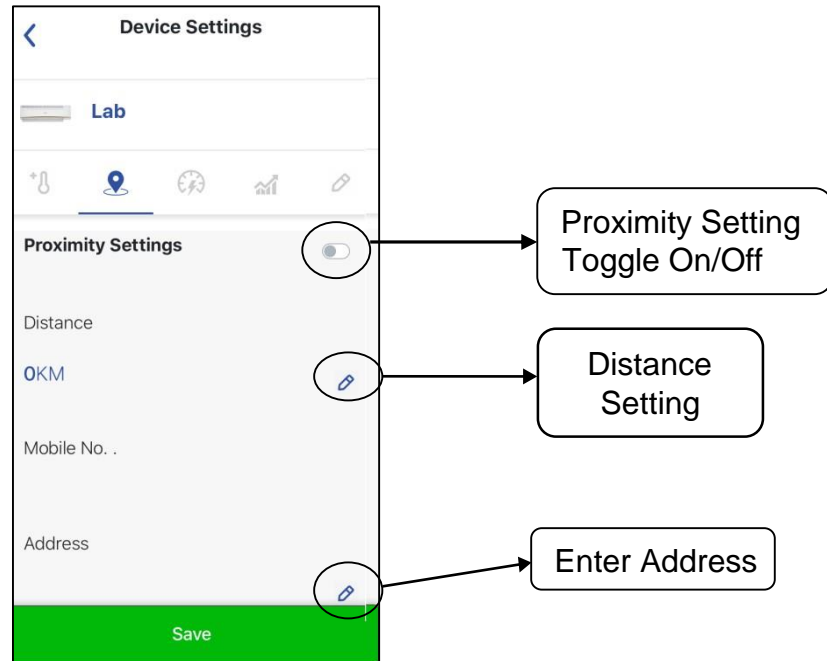 Device Settings
Lab
Proximity Settings
Proximity Setting
Toggle On/Off
Distance
0KM
Distance
Setting
Mobile No. .
Address
Enter Address
Save